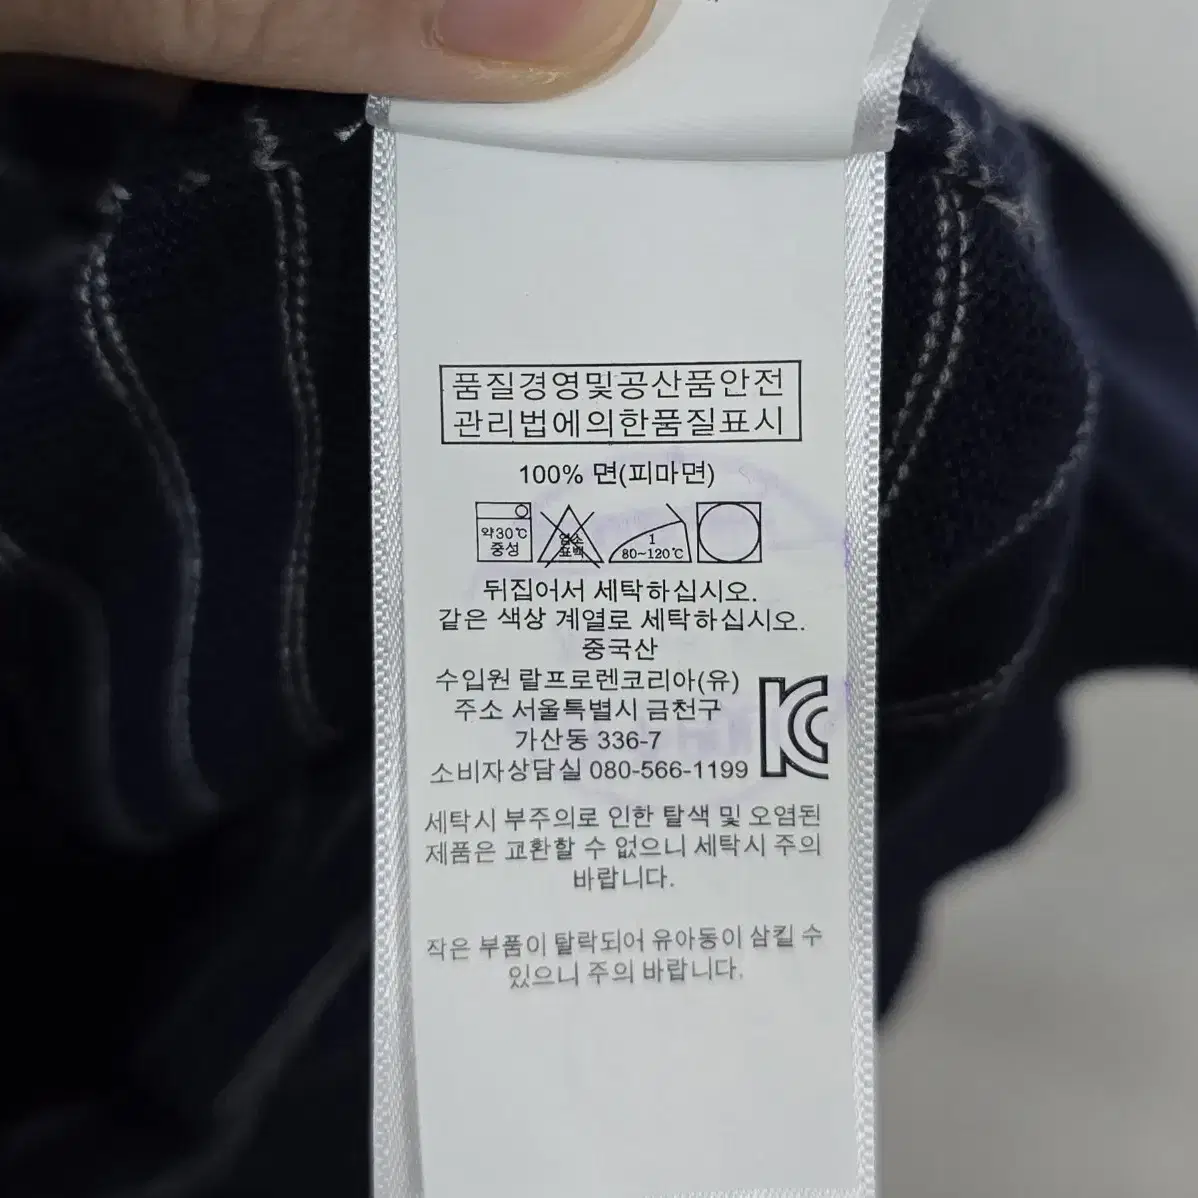 품질경영및공산품안전
관리법에의한품질표시
100% 면(피마면)
약30℃
중성
염소
표백
1
80~120℃
뒤집어서 세탁하십시오.
같은 색상 계열로 세탁하십시오.
중국산
수입원 랄프로렌코리아(유)
주소 서울특별시 금천구
가산동 336-7
소비자상담실 080-566-1199
KC
세탁시 부주의로 인한 탈색 및 오염된
제품은 교환할 수 없으니 세탁시 주의
바랍니다.
작은 부품이 탈락되어 유아동이 삼킬 수
있으니 주의 바랍니다.